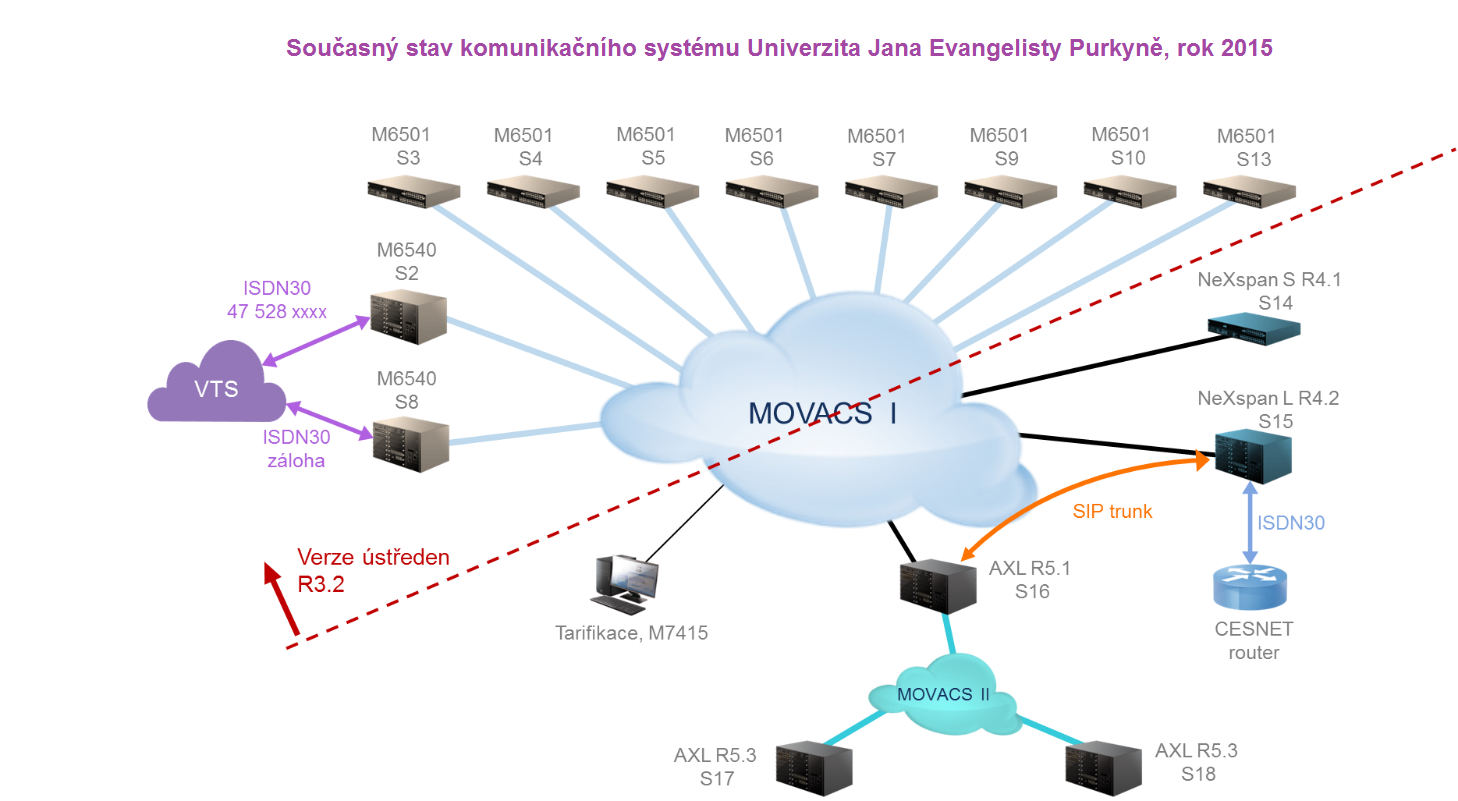 Současný stav komunikačního systému Univerzita Jana Evangelisty Purkyně, rok 2015
M6501
S3
M6501
S4
M6501
S5
M6501
S6
M6501
S7
M6501
S9
M6501
S10
M6501
S13
M6540
S2
ISDN30
47 528 xxxx
VTS
M6540
S8
ISDN30
záloha
MOVACS I
NeXspan S R4.1
S14
NeXspan L R4.2
S15
SIP trunk
ISDN30
Verze ústředen
R3.2
AXL R5.1
S16
Tarifikace, M7415
CESNET
router
MOVACS II
AXL R5.3
S17
AXL R5.3
S18